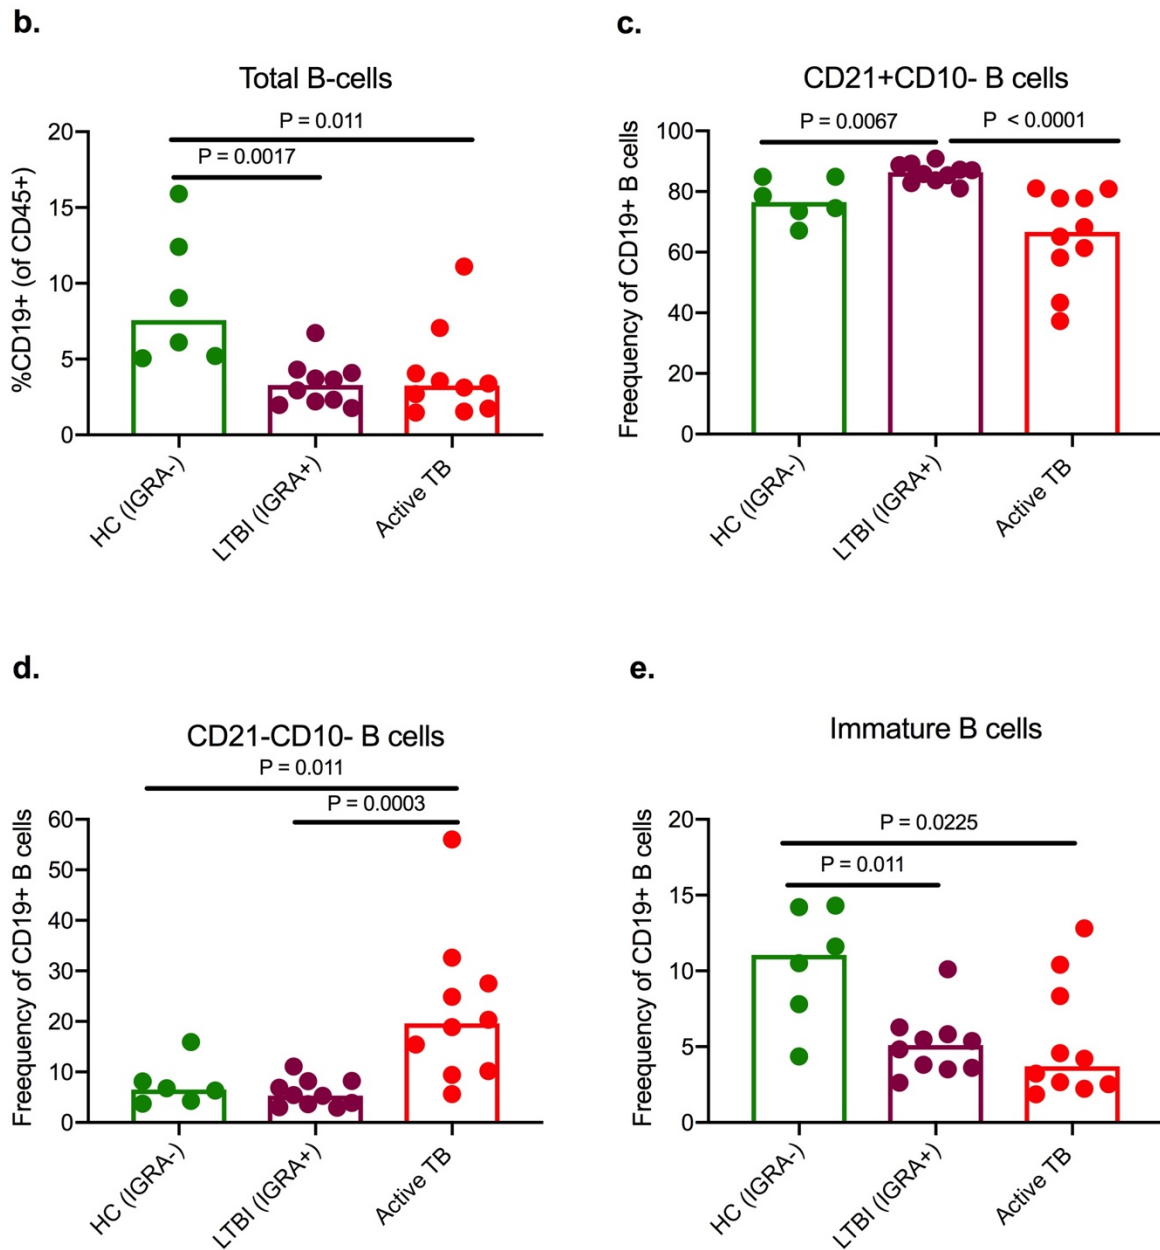 b.
Total B-cells
P = 0.011
P = 0.0017
%CD19+ (of CD45+)
20
15
10
5
0
HC (IGRA-)
LTBI (IGRA+)
Active TB
c.
CD21+CD10- B cells
P = 0.0067
P < 0.0001
Freequency of CD19+ B cells
100
80
60
40
20
0
HC (IGRA-)
LTBI (IGRA+)
Active TB
d.
CD21-CD10- B cells
P = 0.011
P = 0.0003
Freequency of CD19+ B cells
60
50
40
30
20
10
0
HC (IGRA-)
LTBI (IGRA+)
Active TB
e.
Immature B cells
P = 0.0225
P = 0.011
Freequency of CD19+ B cells
20
15
10
5
0
HC (IGRA-)
LTBI (IGRA+)
Active TB